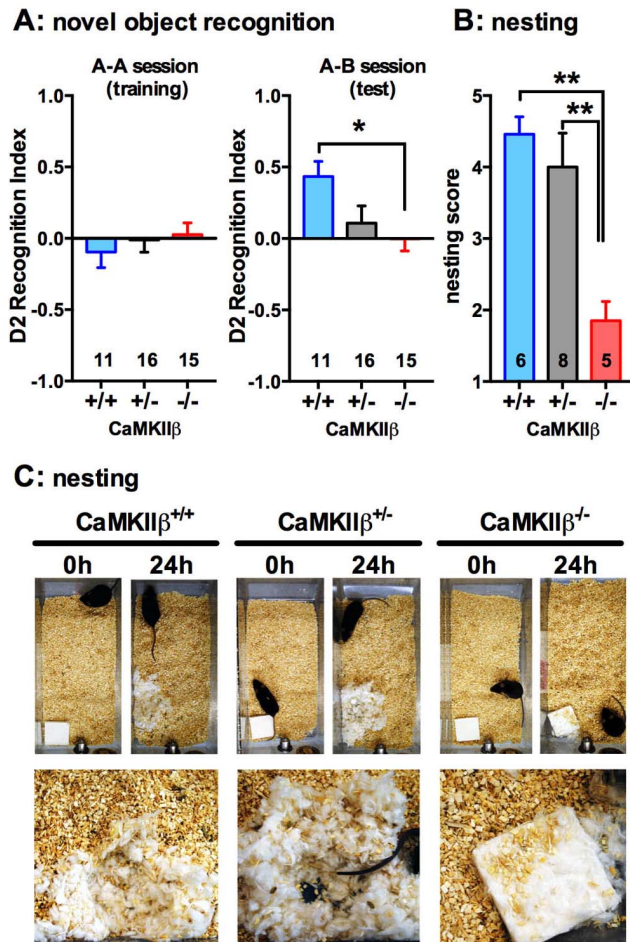 A: novel object recognition
A-A session
(training)
D2 Recognition Index
1.0
0.5
0.0
-0.5
-1.0
11 16 15
+/+ +/- -/-
CaMKIIβ
A-B session
(test)
D2 Recognition Index
1.0
0.5
0.0
-0.5
-1.0
*
11 16 15
+/+ +/- -/-
CaMKIIβ
B: nesting
nesting score
5
4
3
2
1
**
**
6 8 5
+/+ +/- -/-
CaMKIIβ
C: nesting
CaMKIIβ+/+ CaMKIIβ+/- CaMKIIβ-/-
0h 24h 0h 24h 0h 24h